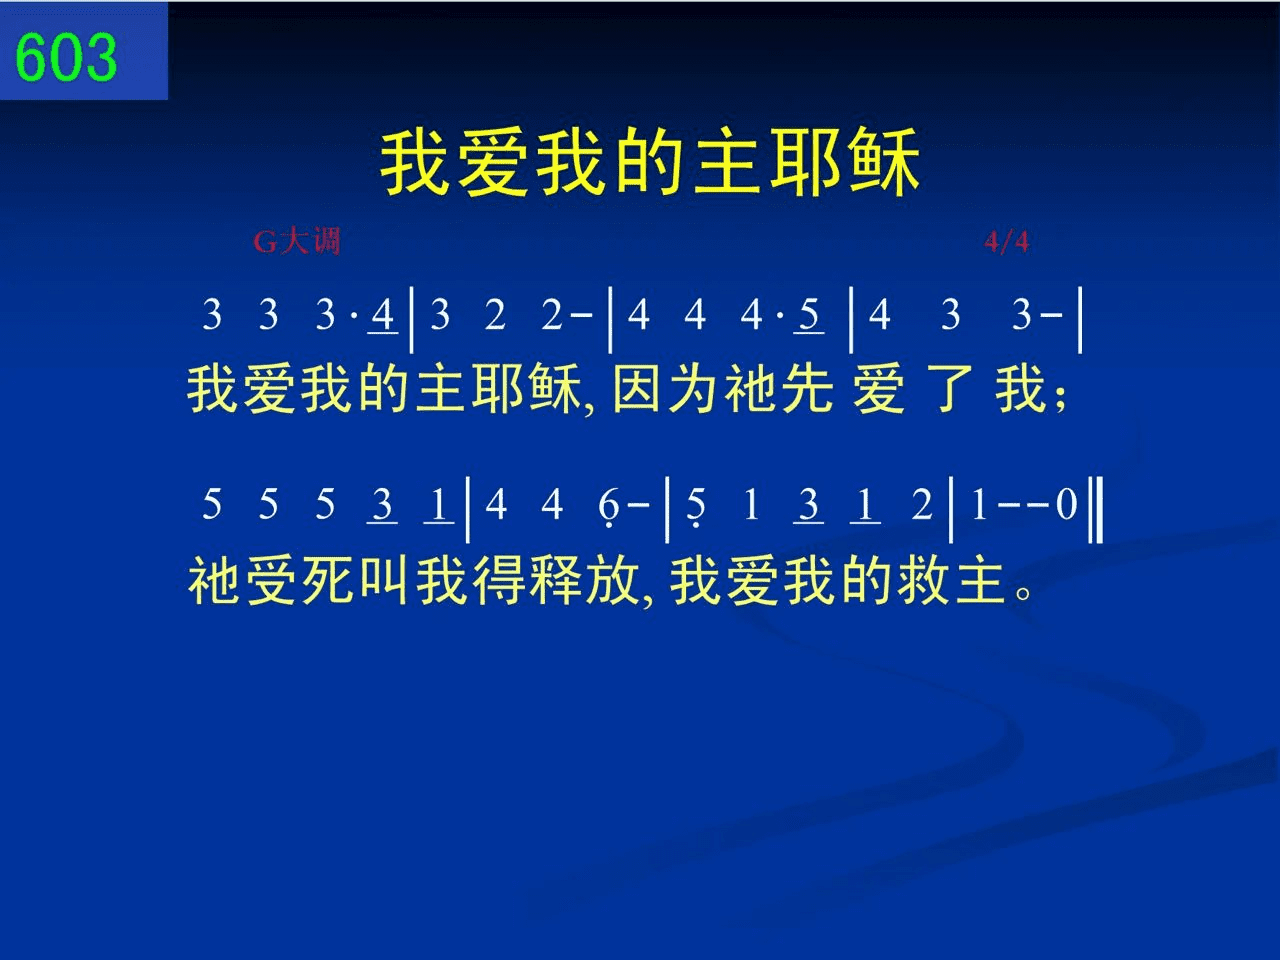 603
我爱我的主耶稣
G大调 4/4
3 3 3·4|3 2 2-|4 4 4·5|4 3 3-|
我爱我的主耶稣,因为祂先 爱 了 我;
5 5 5 3 1|4 4 6̣-|5̣ 1 3 1 2|1--0‖
祂受死叫我得释放,我爱我的救主。